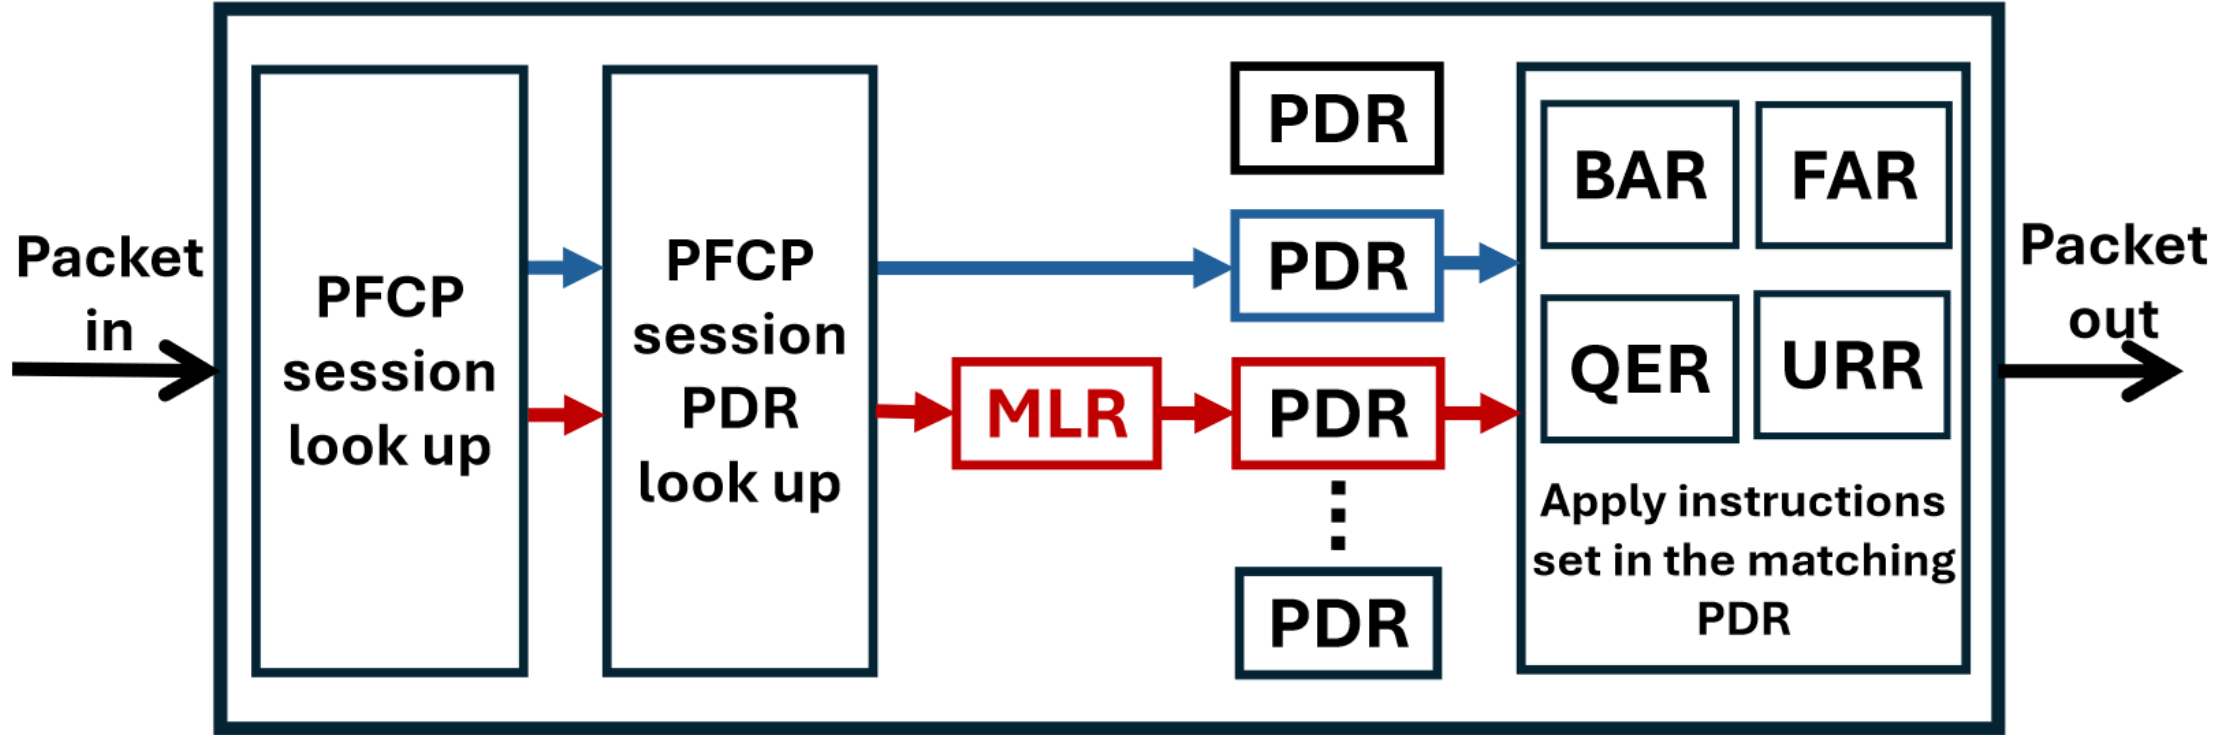 Packet
in
PFCP
session
look up
PFCP
session
PDR
look up
MLR
PDR
PDR
PDR
PDR
BAR
FAR
QER
URR
Apply instructions
set in the matching
PDR
Packet
out